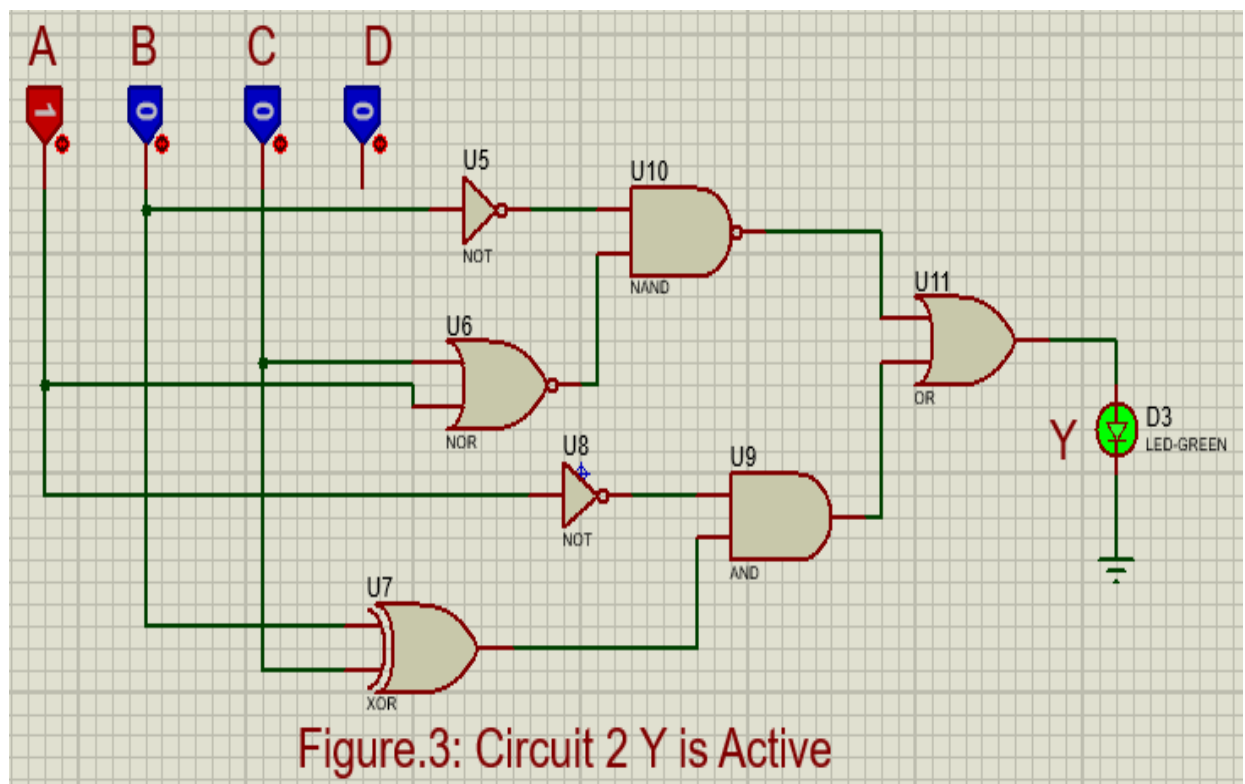 A B C D
1 0 0 0
U5
NOT
U10
NAND
U6
NOR
U11
OR
U8
NOT
U9
AND
Y
D3
LED-GREEN
U7
XOR
Figure.3: Circuit 2 Y is Active